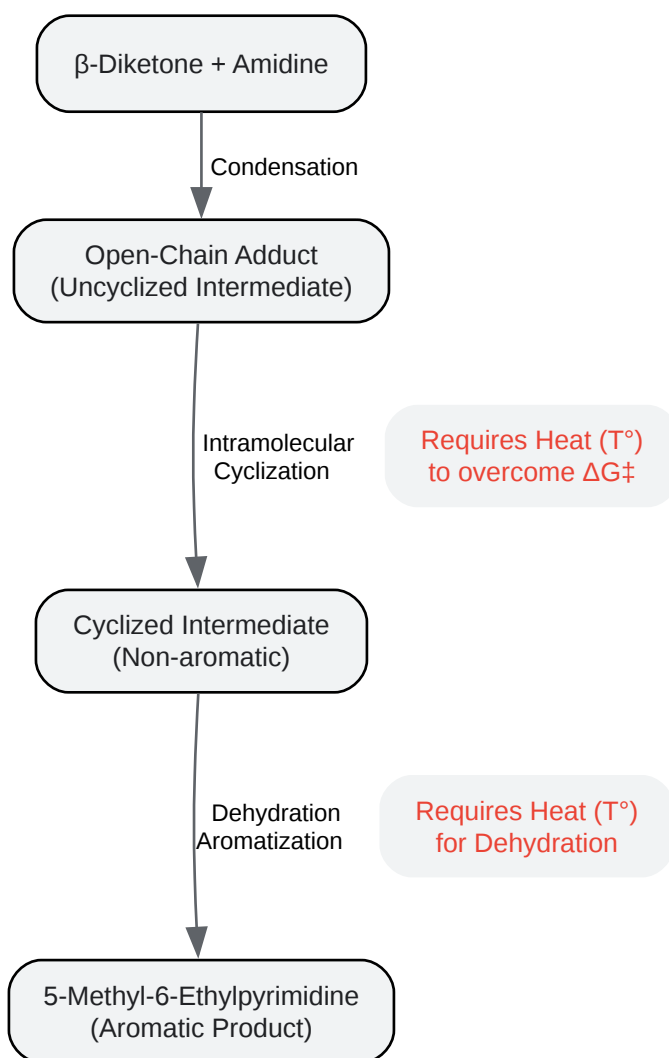 β-Diketone + Amidine
Condensation
Open-Chain Adduct
(Uncyclized Intermediate)
Intramolecular
Cyclization
Requires Heat (T°)
to overcome ΔG‡
Cyclized Intermediate
(Non-aromatic)
Dehydration
Aromatization
Requires Heat (T°)
for Dehydration
5-Methyl-6-Ethylpyrimidine
(Aromatic Product)